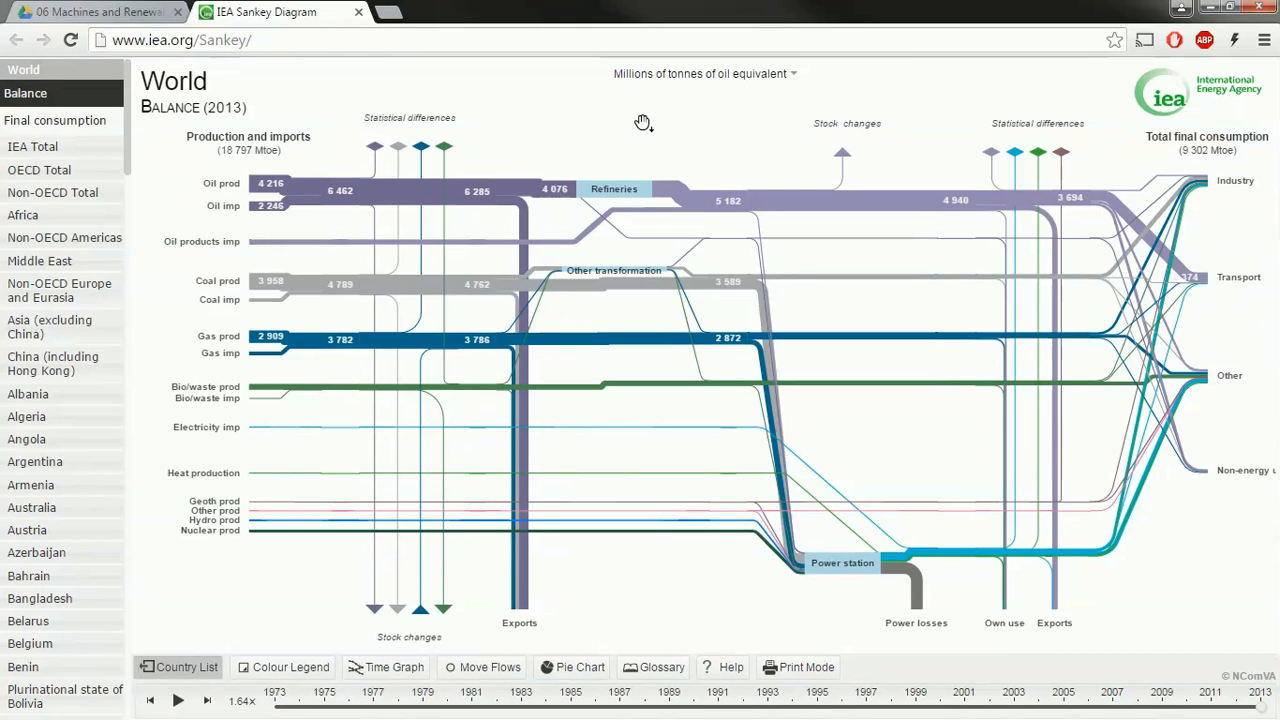 06 Machines and Renewa
IEA Sankey Diagram
www.iea.org/Sankey/
ABP
World
Balance
Final consumption
IEA Total
OECD Total
Non-OECD Total
Africa
Non-OECD Americas
Middle East
Non-OECD Europe
and Eurasia
Asia (excluding
China)
China (including
Hong Kong)
Albania
Algeria
Angola
Argentina
Armenia
Australia
Austria
Azerbaijan
Bahrain
Bangladesh
Belarus
Belgium
Benin
Plurinational state of
Bolivia
World
BALANCE (2013)
Millions of tonnes of oil equivalent
iea
International
Energy Agency
Statistical differences
Stock changes
Statistical differences
Production and imports
(18 797 Mtoe)
Total final consumption
(9 302 Mtoe)
Oil prod 4 216 6 462 6 285 4 076 Refineries 5 182 4 940 3 694 Industry
Oil imp 2 246
Oil products imp
Other transformation
Coal prod 3 958 4 789 4 762 3 589 374 Transport
Coal imp
Gas prod 2 909 3 782 3 786 2 872
Gas imp
Other
Bio/waste prod
Bio/waste imp
Electricity imp
Heat production
Non-energy u
Geoth prod
Other prod
Hydro prod
Nuclear prod
Power station
Exports
Power losses
Own use
Exports
Stock changes
Country List
Colour Legend
Time Graph
Move Flows
Pie Chart
Glossary
? Help
Print Mode
© NComVA
1.64x
1973 1975 1977 1979 1981 1983 1985 1987 1989 1991 1993 1995 1997 1999 2001 2003 2005 2007 2009 2011 2013